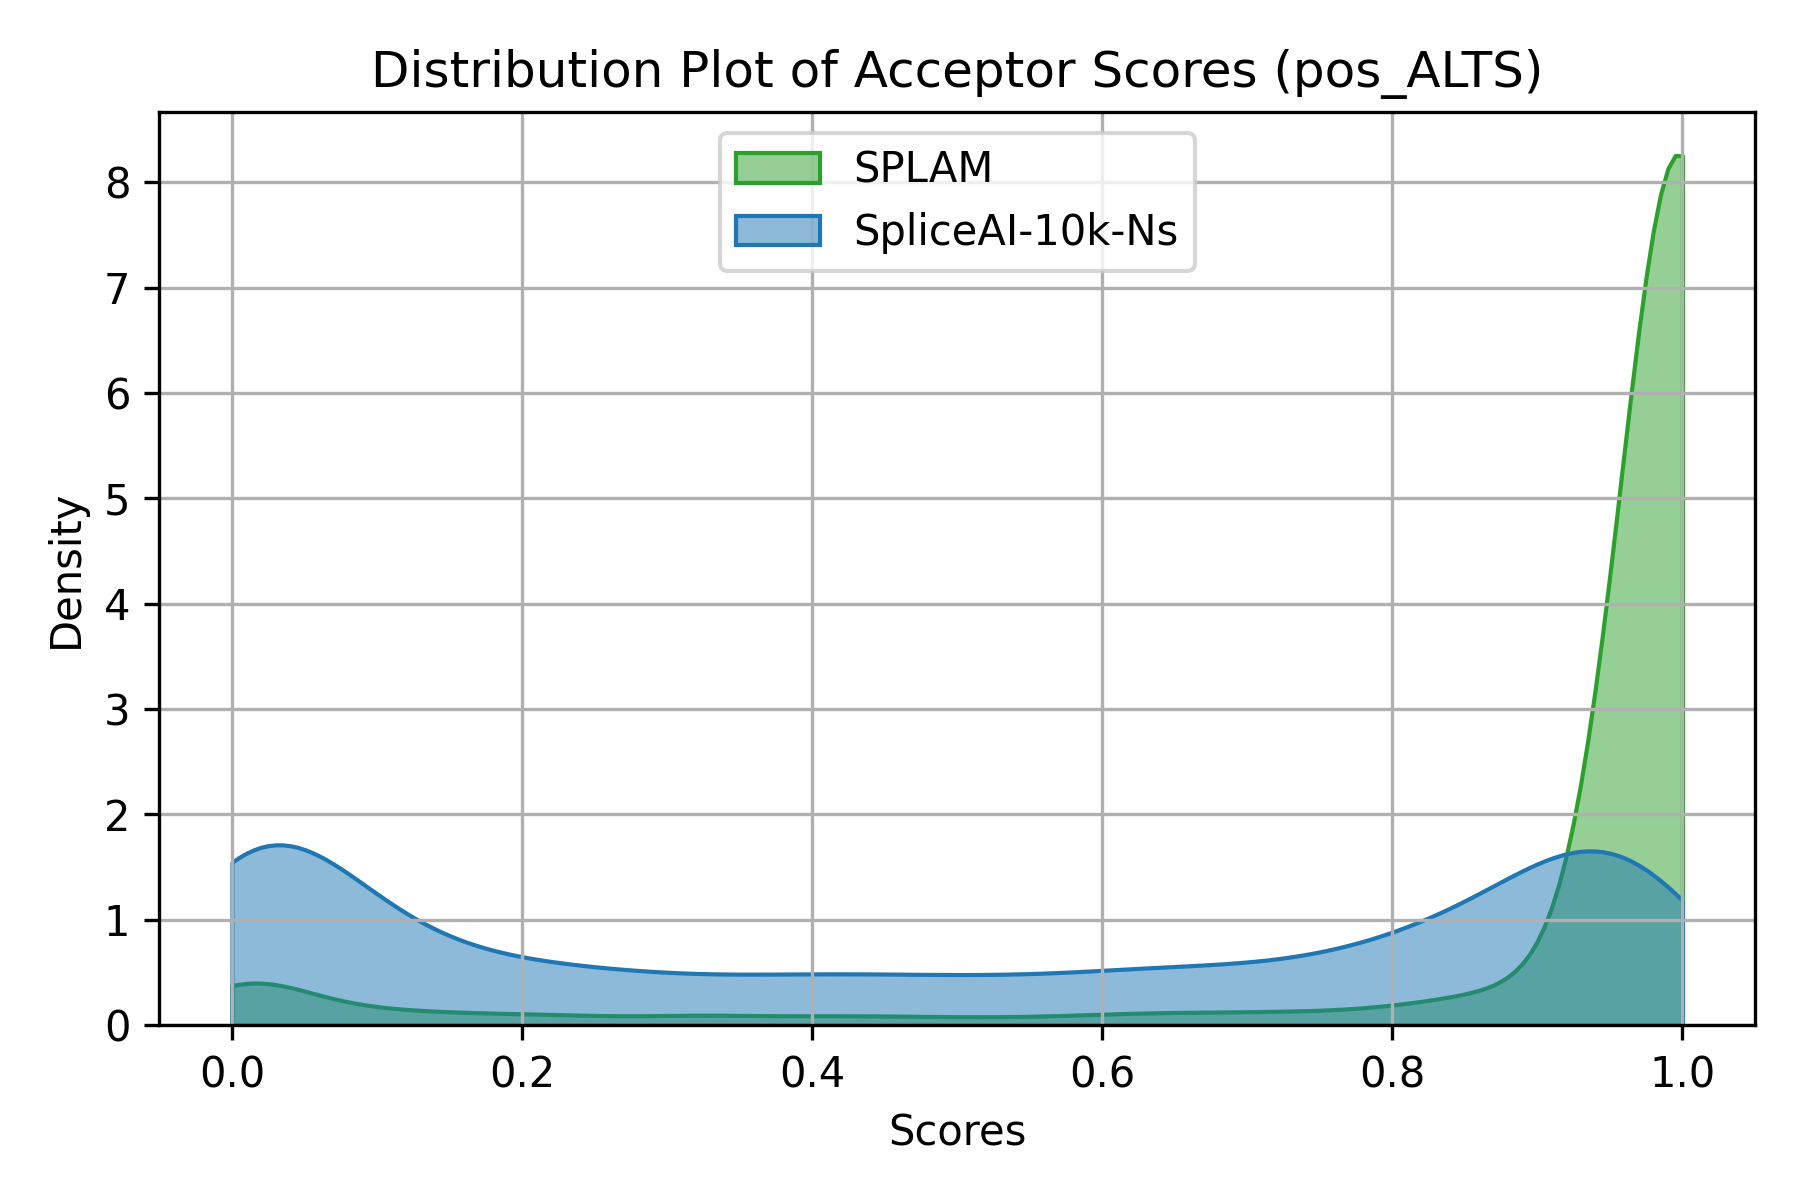 Distribution Plot of Acceptor Scores (pos_ALTS)
SPLAM
SpliceAI-10k-Ns
Density
8
7
6
5
4
3
2
1
0
0.0 0.2 0.4 0.6 0.8 1.0
Scores